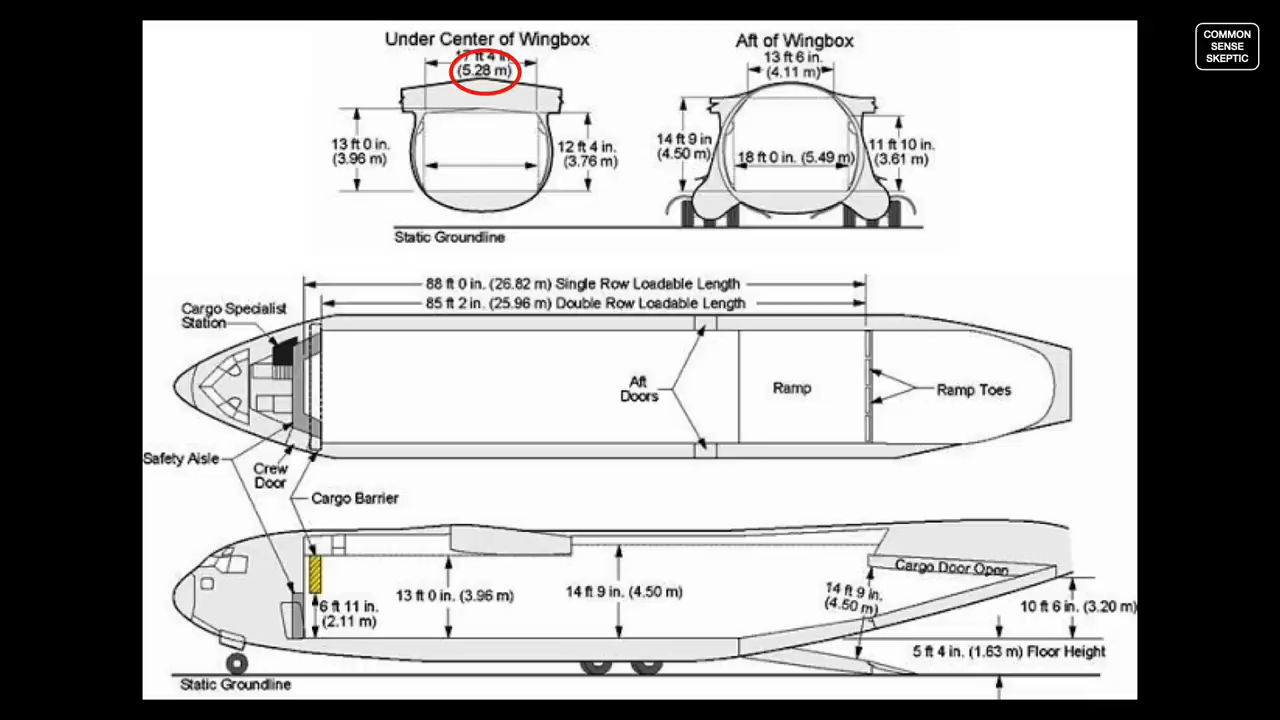 COMMON
SENSE
SKEPTIC
Under Center of Wingbox
17 ft 4 in.
(5.28 m)
13 ft 0 in.
(3.96 m)
12 ft 4 in.
(3.76 m)
Aft of Wingbox
13 ft 6 in.
(4.11 m)
14 ft 9 in
(4.50 m)
18 ft 0 in. (5.49 m)
11 ft 10 in.
(3.61 m)
Static Groundline
88 ft 0 in. (26.82 m) Single Row Loadable Length
85 ft 2 in. (25.96 m) Double Row Loadable Length
Cargo Specialist
Station
Aft
Doors
Ramp
Ramp Toes
Safety Aisle
Crew
Door
Cargo Barrier
Cargo Door Open
6 ft 11 in.
(2.11 m)
13 ft 0 in. (3.96 m)
14 ft 9 in. (4.50 m)
14 ft 9 in.
(4.50 m)
10 ft 6 in. (3.20 m)
5 ft 4 in. (1.63 m) Floor Height
Static Groundline